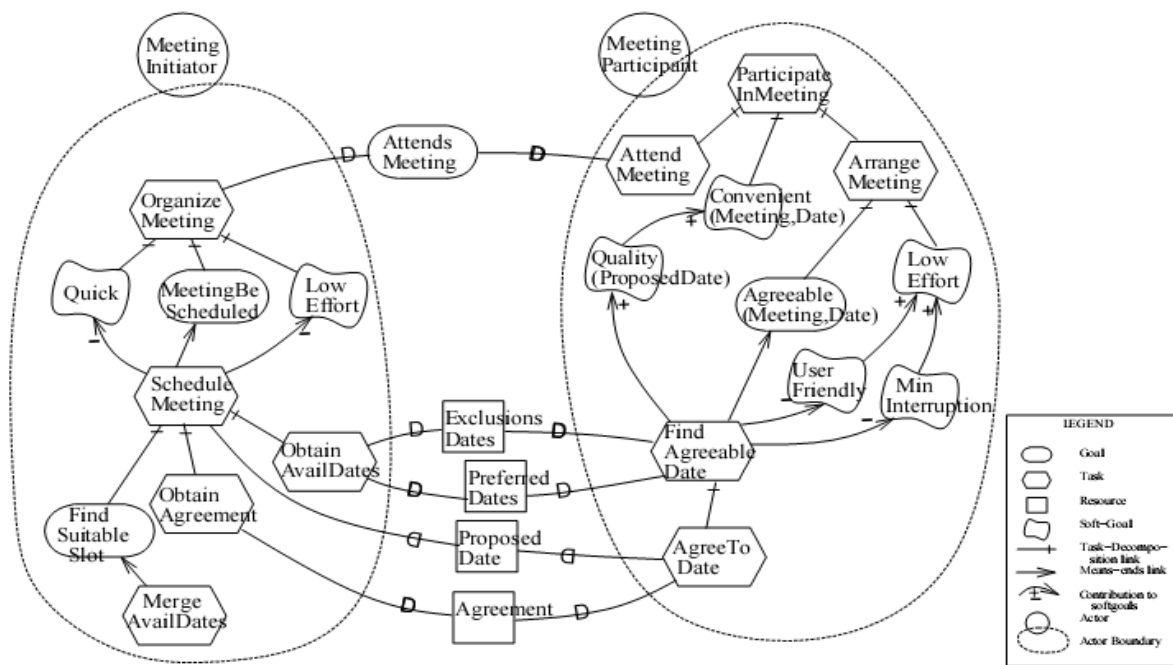 Meeting
Initiator
Meeting
Participant
Participate
InMeeting
Attends
Meeting
D
D
Attend
Meeting
Arrange
Meeting
Organize
Meeting
Convenient
(Meeting,Date)
+
Quality
(ProposedDate)
+
Low
Effort
+
+
Quick
MeetingBe
Scheduled
Low
Effort
Agreeable
(Meeting,Date)
-
-
User
Friendly
-
Min
Interruption
-
Schedule
Meeting
Exclusions
Dates
D
D
Obtain
AvailDates
Find
Agreeable
Date
Preferred
Dates
D
D
Obtain
Agreement
Find
Suitable
Slot
Proposed
Date
D
D
AgreeTo
Date
Merge
AvailDates
Agreement
D
D
LEGEND
Goal
Task
Resource
Soft-Goal
Task-Decompo-
sition link
Means-ends link
Contribution to
softgoals
Actor
Actor Boundary